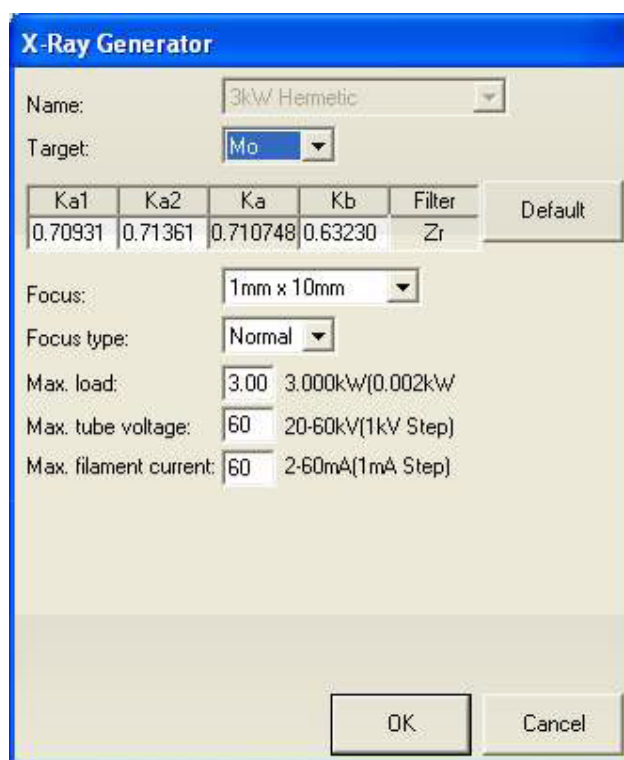 X-Ray Generator
Name: 3kW Hermetic
Target: Mo
Ka1 Ka2 Ka Kb Filter Default
0.70931 0.71361 0.710748 0.63230 Zr
Focus: 1mm x 10mm
Focus type: Normal
Max. load: 3.00 3.000kW(0.002kW
Max. tube voltage: 60 20-60kV(1kV Step)
Max. filament current: 60 2-60mA(1mA Step)
OK Cancel